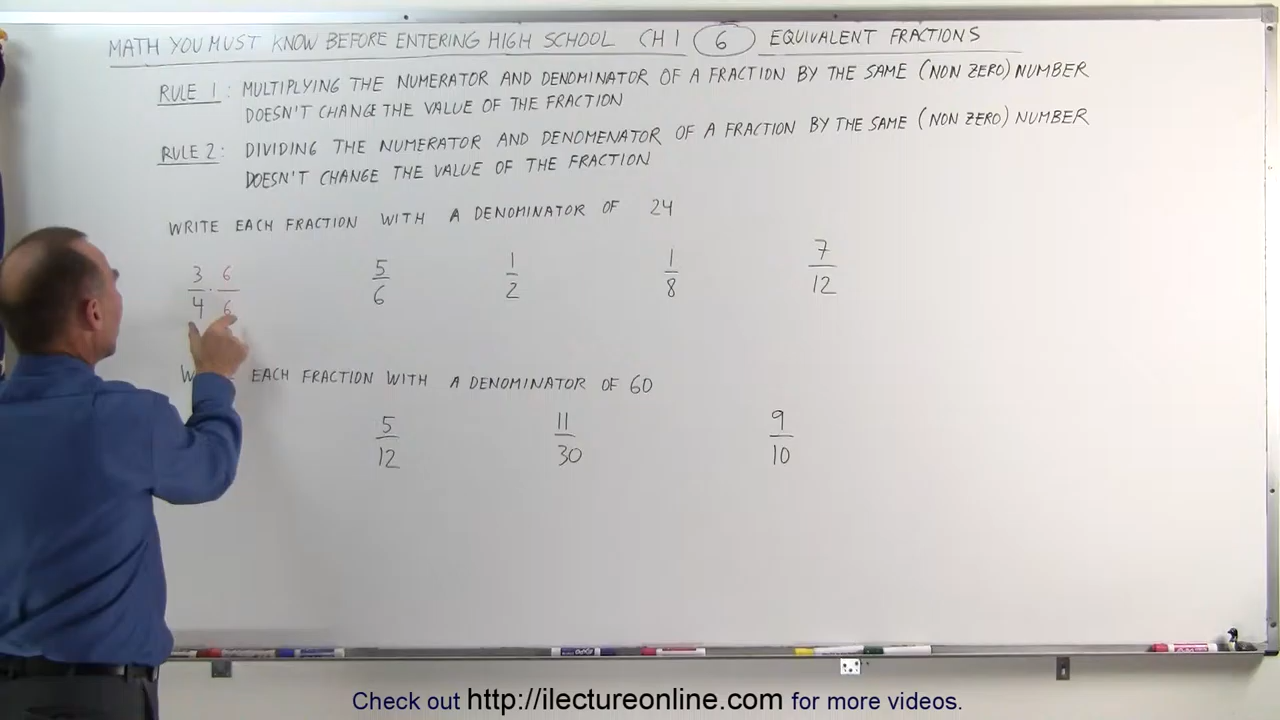 MATH YOU MUST KNOW BEFORE ENTERING HIGH SCHOOL CH 1 6 EQUIVALENT FRACTIONS
RULE 1: MULTIPLYING THE NUMERATOR AND DENOMINATOR OF A FRACTION BY THE SAME (NON ZERO) NUMBER
DOESN'T CHANGE THE VALUE OF THE FRACTION
RULE 2: DIVIDING THE NUMERATOR AND DENOMENATOR OF A FRACTION BY THE SAME (NON ZERO) NUMBER
DOESN'T CHANGE THE VALUE OF THE FRACTION
WRITE EACH FRACTION WITH A DENOMINATOR OF 24
3/4 · 6/6 5/6 1/2 1/8 7/12
EACH FRACTION WITH A DENOMINATOR OF 60
5/12 11/30 9/10
Check out http://ilectureonline.com for more videos.